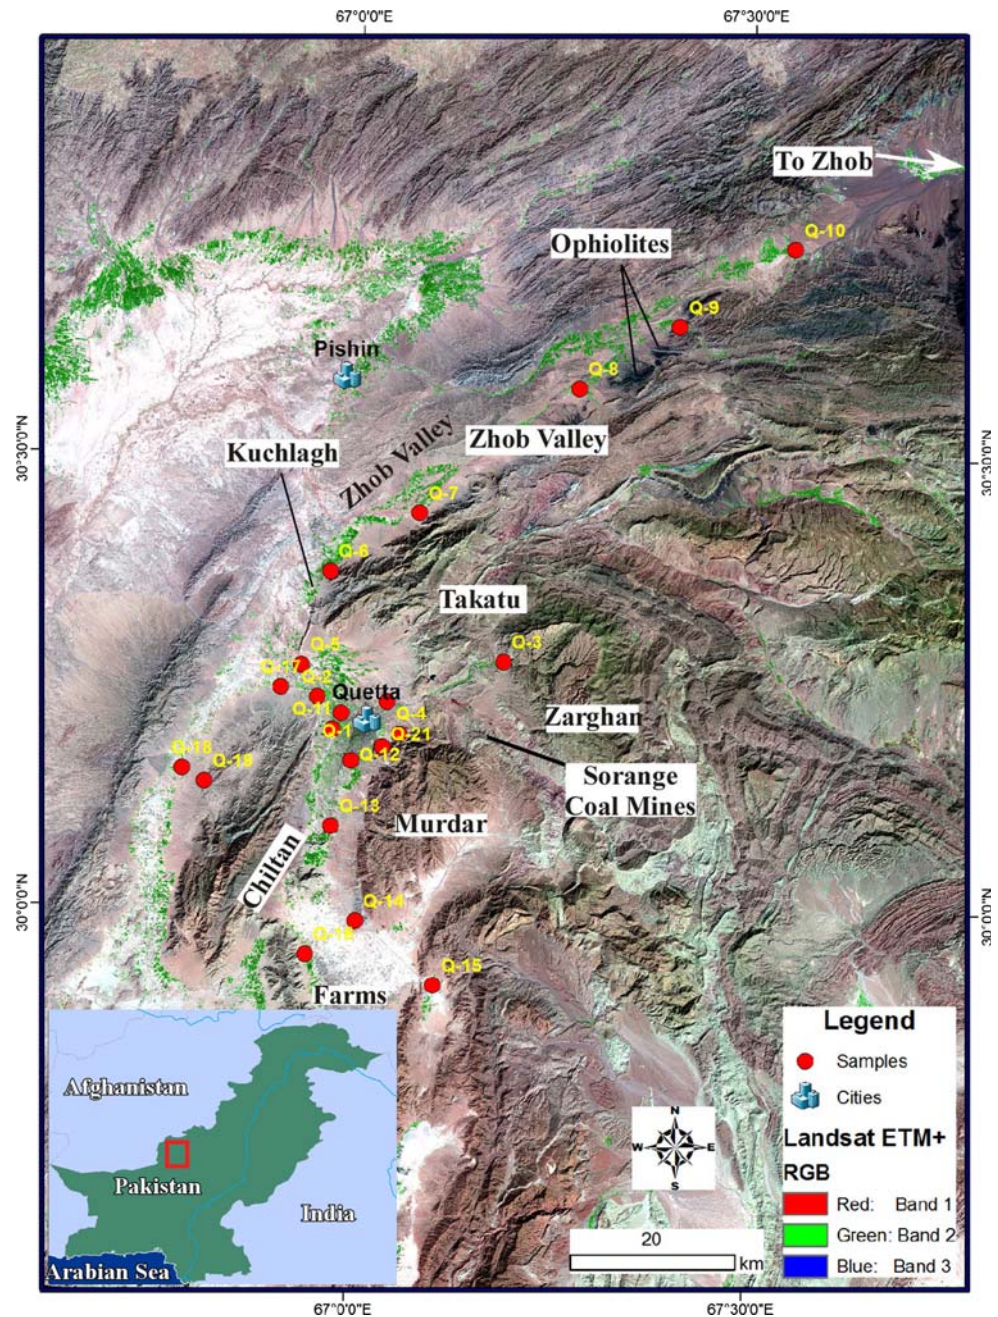 67°0'0"E
67°30'0"E
To Zhob
Q-10
Ophiolites
Q-9
Pishin
Q-8
30°30'0"N
30°30'0"N
Zhob Valley
Zhob Valley
Kuchlagh
Q-7
Q-6
Takatu
Q-5
Q-3
Q-17
Q-2
Quetta
Q-11
Q-4
Zarghan
Q-1
Q-21
Q-12
Q-18
Q-19
Sorange
Coal Mines
Q-13
Murdar
Chiltan
Q-14
30°0'0"N
30°0'0"N
Q-16
Q-15
Farms
Legend
Samples
Cities
Landsat ETM+
RGB
Red: Band 1
Green: Band 2
Blue: Band 3
Afghanistan
Pakistan
India
Arabian Sea
N
W
E
S
20
km
67°0'0"E
67°30'0"E